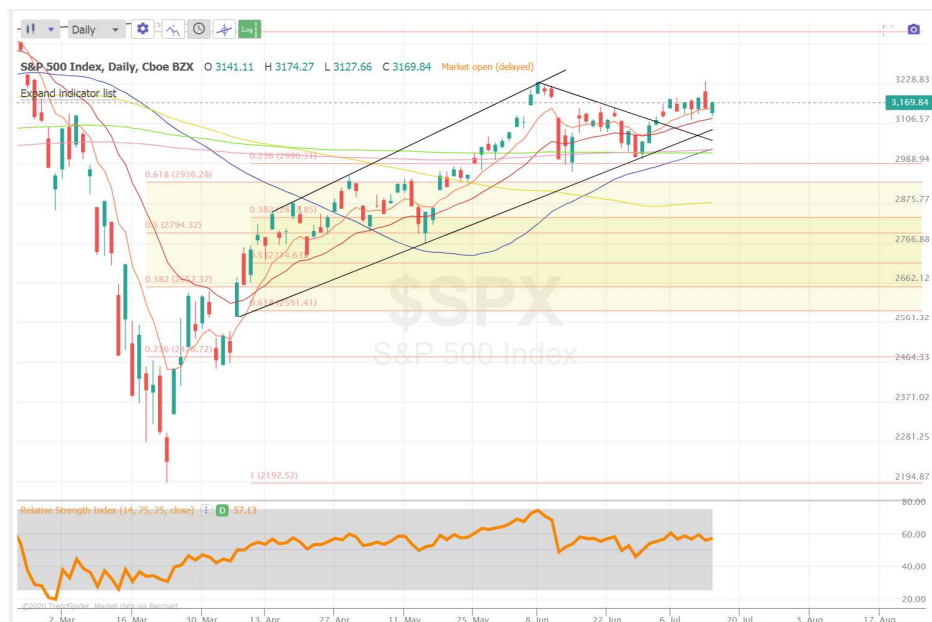 Daily
Log
S&P 500 Index, Daily, Cboe BZX O 3141.11 H 3174.27 L 3127.66 C 3169.84 Market open (delayed)
Expand indicator list
3228.83
3,169.84
3106.57
0.236 (2990.31)
2988.94
0.618 (2936.28)
2875.77
0.5 (2794.32)
2766.88
0.382 (2652.37)
2662.12
0.618 (2591.41)
2561.32
$SPX
S&P 500 Index
2464.33
2371.02
2281.25
1 (2192.52)
2194.87
80.00
Relative Strength Index (14, 75, 25, close) D 57.13
60.00
40.00
20.00
©2020 TrendSpider, Market data via Barchart
2. Mar 16. Mar 30. Mar 13. Apr 27. Apr 11. May 25. May 8. Jun 22. Jun 6. Jul 20. Jul 3. Aug 17. Aug